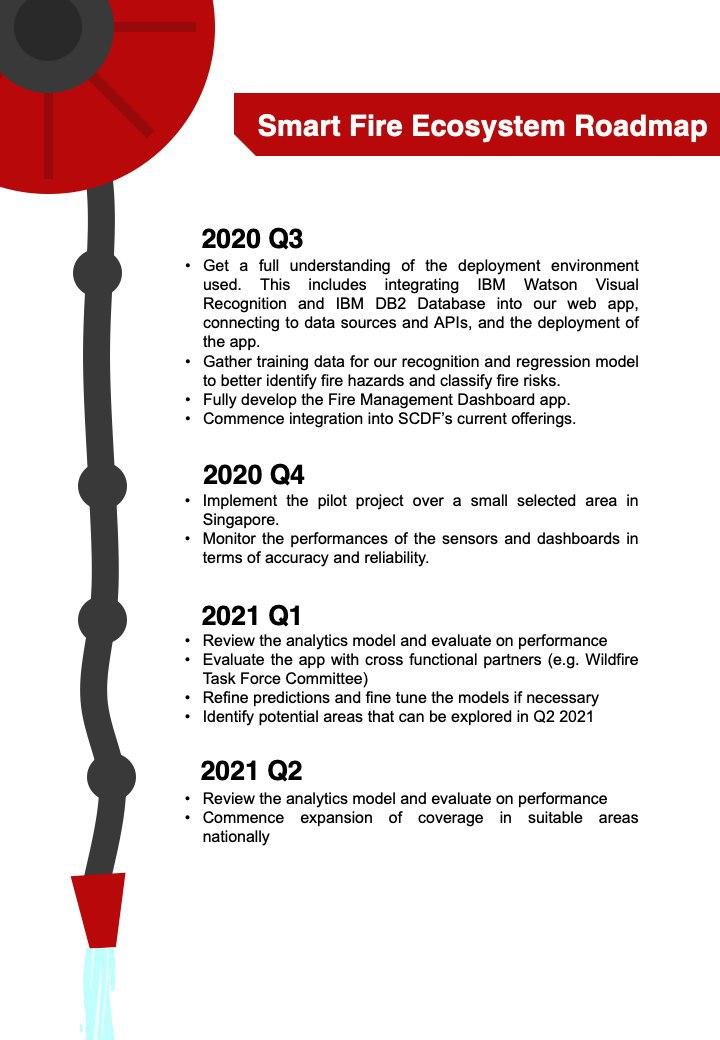 Smart Fire Ecosystem Roadmap
2020 Q3
• Get a full understanding of the deployment environment
used. This includes integrating IBM Watson Visual
Recognition and IBM DB2 Database into our web app,
connecting to data sources and APIs, and the deployment of
the app.
• Gather training data for our recognition and regression model
to better identify fire hazards and classify fire risks.
• Fully develop the Fire Management Dashboard app.
• Commence integration into SCDF's current offerings.
2020 Q4
• Implement the pilot project over a small selected area in
Singapore.
• Monitor the performances of the sensors and dashboards in
terms of accuracy and reliability.
2021 Q1
• Review the analytics model and evaluate on performance
• Evaluate the app with cross functional partners (e.g. Wildfire
Task Force Committee)
• Refine predictions and fine tune the models if necessary
• Identify potential areas that can be explored in Q2 2021
2021 Q2
• Review the analytics model and evaluate on performance
• Commence expansion of coverage in suitable areas
nationally